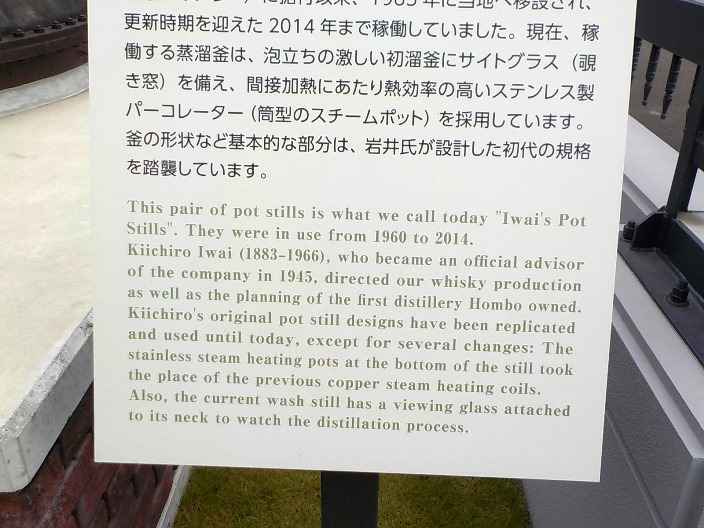 更新時期を迎えた2014年まで稼働していました。現在、稼
働する蒸溜釜は、泡立ちの激しい初溜釜にサイトグラス（覗
き窓）を備え、間接加熱にあたり熱効率の高いステンレス製
パーコレーター（筒型のスチームポット）を採用しています。
釜の形状など基本的な部分は、岩井氏が設計した初代の規格
を踏襲しています。
This pair of pot stills is what we call today "Iwai's Pot
Stills". They were in use from 1960 to 2014.
Kiichiro Iwai (1883-1966), who became an official advisor
of the company in 1945, directed our whisky production
as well as the planning of the first distillery Hombo owned.
Kiichiro's original pot still designs have been replicated
and used until today, except for several changes: The
stainless steam heating pots at the bottom of the still took
the place of the previous copper steam heating coils.
Also, the current wash still has a viewing glass attached
to its neck to watch the distillation process.